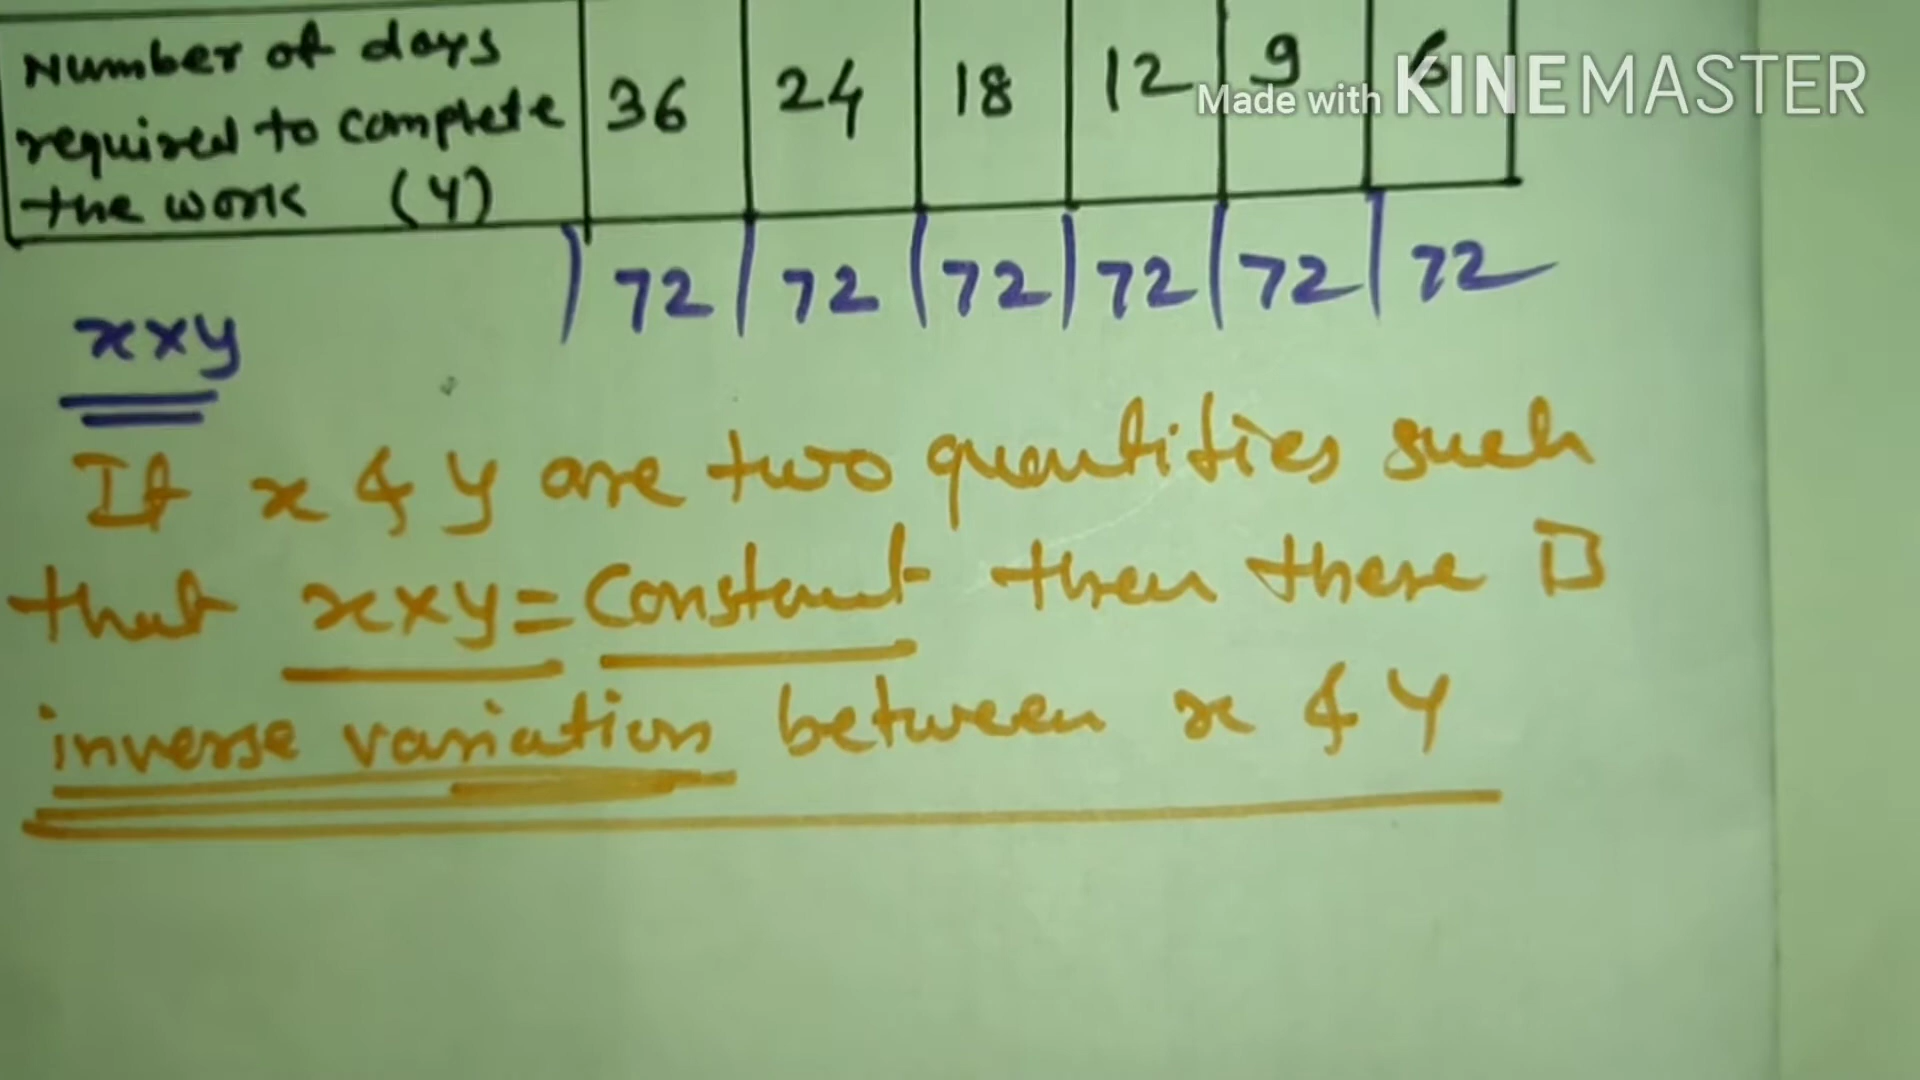 Number of days
required to complete 36 24 18 12 9 6
the work (Y)
Made with KINEMASTER
72 72 72 72 72 72
x×y
If x & y are two quantities such
that x×y = Constant then there is
inverse variation between x & y